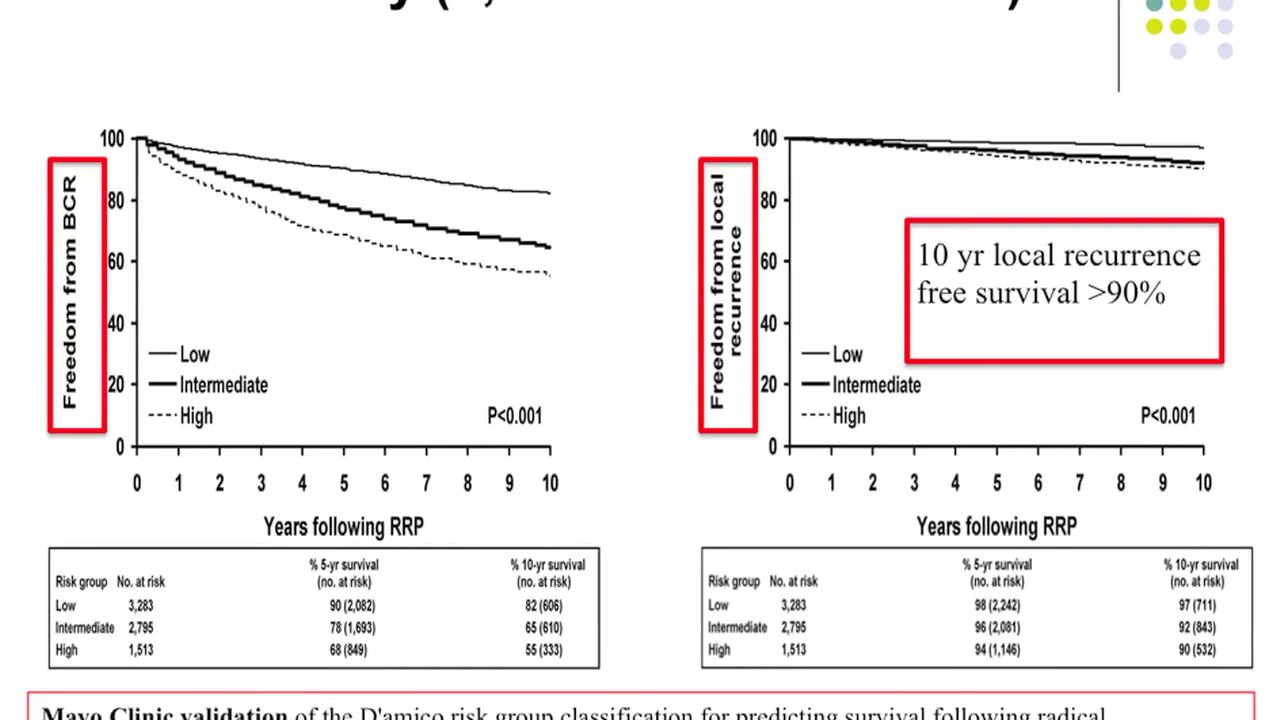 100
80
60
40
20
0
Freedom from BCR
Low
Intermediate
High
P<0.001
0 1 2 3 4 5 6 7 8 9 10
Years following RRP
Risk group No. at risk % 5-yr survival (no. at risk) % 10-yr survival (no. at risk)
Low 3,283 90 (2,082) 82 (606)
Intermediate 2,795 78 (1,693) 65 (610)
High 1,513 68 (849) 55 (333)
100
80
60
40
20
0
Freedom from local
recurrence
10 yr local recurrence
free survival >90%
Low
Intermediate
High
P<0.001
0 1 2 3 4 5 6 7 8 9 10
Years following RRP
Risk group No. at risk % 5-yr survival (no. at risk) % 10-yr survival (no. at risk)
Low 3,283 98 (2,242) 97 (711)
Intermediate 2,795 96 (2,081) 92 (843)
High 1,513 94 (1,146) 90 (532)
Mayo Clinic validation of the D'amico risk group classification for predicting survival following radical